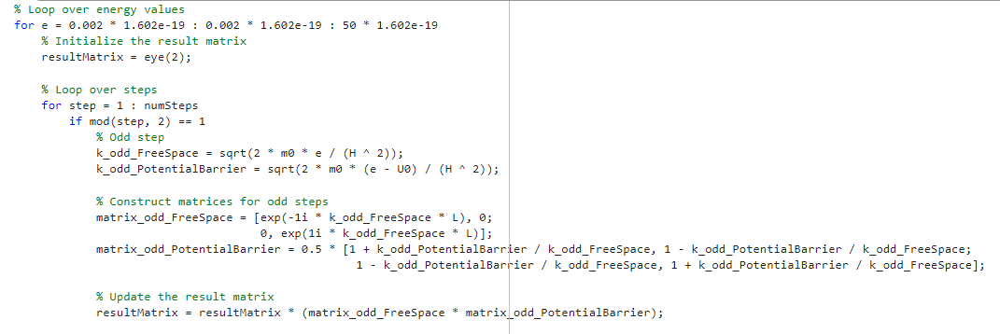 % Loop over energy values
for e = 0.002 * 1.602e-19 : 0.002 * 1.602e-19 : 50 * 1.602e-19
% Initialize the result matrix
resultMatrix = eye(2);
% Loop over steps
for step = 1 : numSteps
if mod(step, 2) == 1
% Odd step
k_odd_FreeSpace = sqrt(2 * m0 * e / (H ^ 2));
k_odd_PotentialBarrier = sqrt(2 * m0 * (e - U0) / (H ^ 2));
% Construct matrices for odd steps
matrix_odd_FreeSpace = [exp(-1i * k_odd_FreeSpace * L), 0;
0, exp(1i * k_odd_FreeSpace * L)];
matrix_odd_PotentialBarrier = 0.5 * [1 + k_odd_PotentialBarrier / k_odd_FreeSpace, 1 - k_odd_PotentialBarrier / k_odd_FreeSpace;
1 - k_odd_PotentialBarrier / k_odd_FreeSpace, 1 + k_odd_PotentialBarrier / k_odd_FreeSpace];
% Update the result matrix
resultMatrix = resultMatrix * (matrix_odd_FreeSpace * matrix_odd_PotentialBarrier);